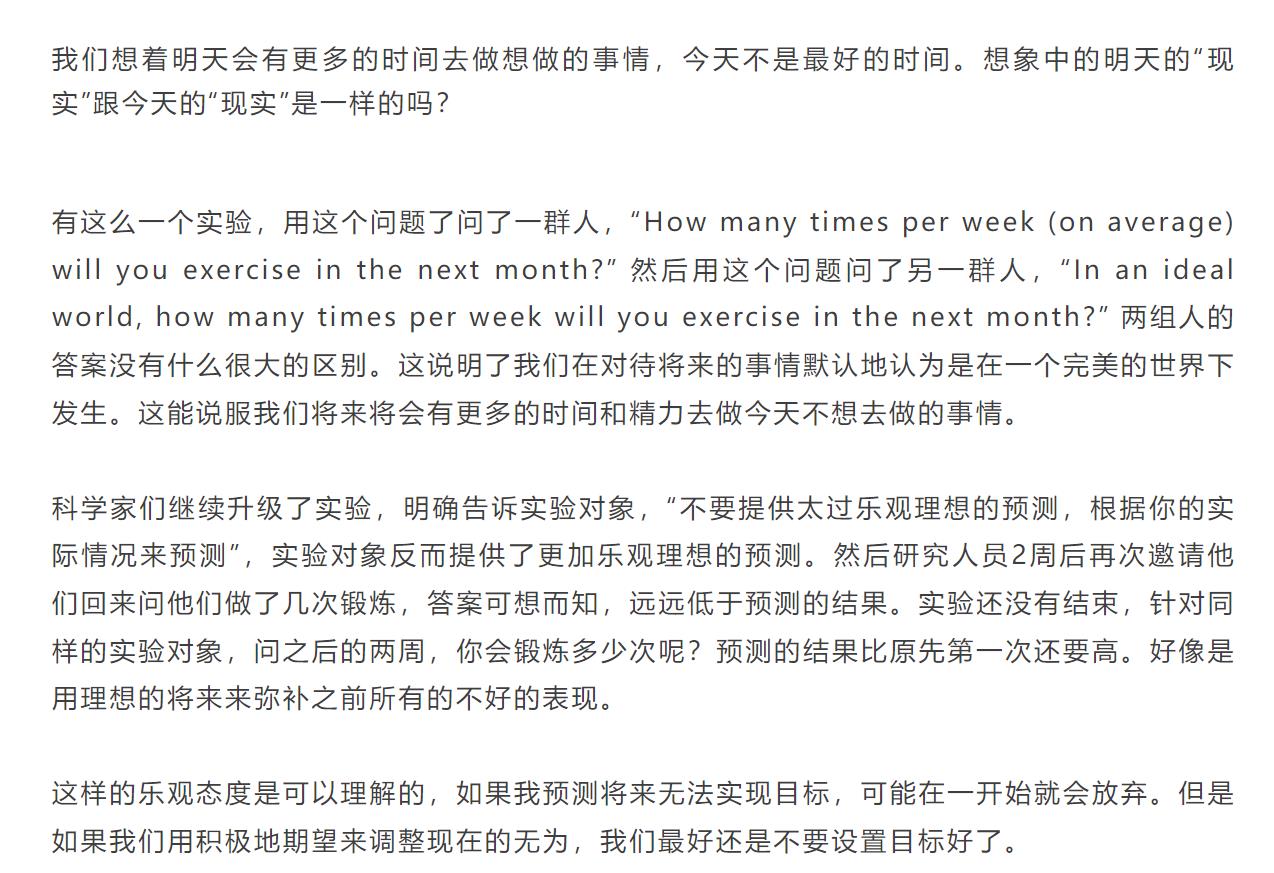 我们想着明天会有更多的时间去做想做的事情，今天不是最好的时间。想象中的明天的“现
实”跟今天的“现实”是一样的吗？
有这么一个实验，用这个问题了问了一群人，“How many times per week (on average)
will you exercise in the next month?” 然后用这个问题问了另一群人，“In an ideal
world, how many times per week will you exercise in the next month?” 两组人的
答案没有什么很大的区别。这说明了我们在对待将来的事情默认地认为是在一个完美的世界下
发生。这能说服我们将来将会有更多的时间和精力去做今天不想去做的事情。
科学家们继续升级了实验，明确告诉实验对象，“不要提供太过乐观理想的预测，根据你的实
际情况来预测”，实验对象反而提供了更加乐观理想的预测。然后研究人员2周后再次邀请他
们回来问他们做了几次锻炼，答案可想而知，远远低于预测的结果。实验还没有结束，针对同
样的实验对象，问之后的两周，你会锻炼多少次呢？预测的结果比原先第一次还要高。好像是
用理想的将来来弥补之前所有的不好的表现。
这样的乐观态度是可以理解的，如果我预测将来无法实现目标，可能在一开始就会放弃。但是
如果我们用积极地期望来调整现在的无为，我们最好还是不要设置目标好了。